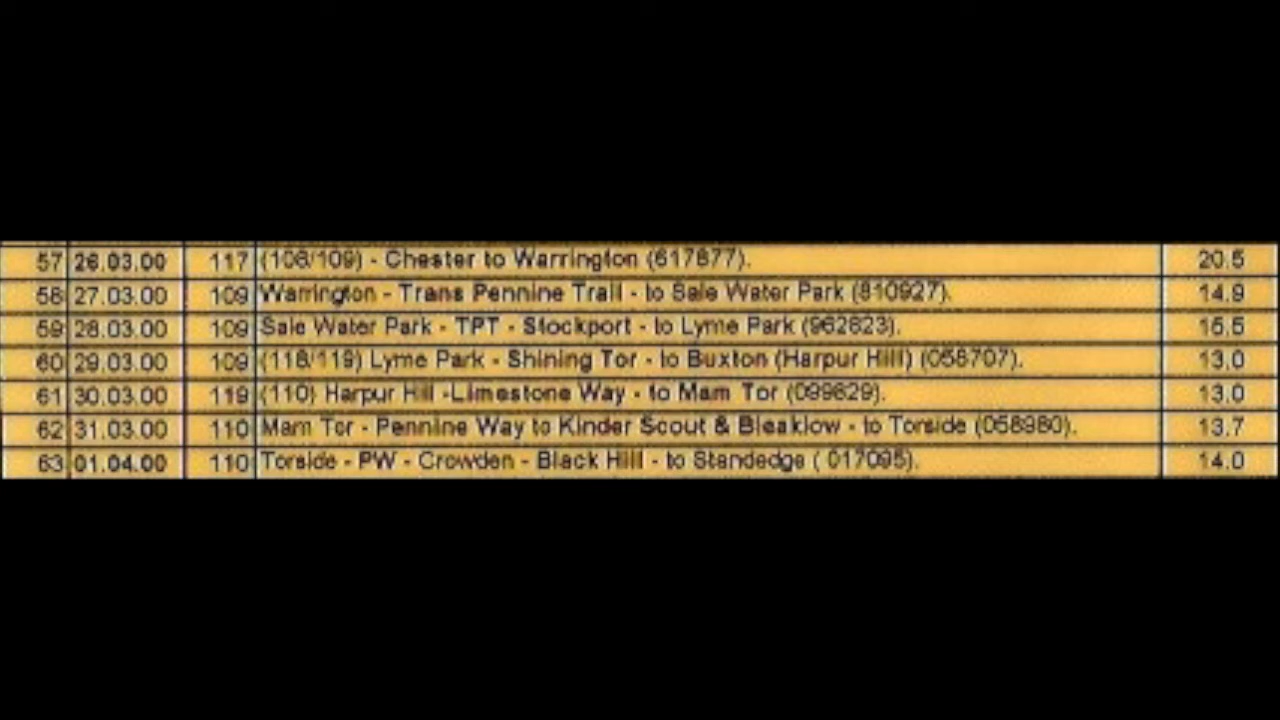 57 26.03.00 117 (108/109) - Chester to Warrington (617877). 20.5
58 27.03.00 109 Warrington - Trans Pennine Trail - to Sale Water Park (810927). 14.9
59 28.03.00 109 Sale Water Park - TPT - Stockport - to Lyme Park (962823). 15.5
60 29.03.00 109 (118/119) Lyme Park - Shining Tor - to Buxton (Harpur Hill) (058707). 13.0
61 30.03.00 119 (110) Harpur Hill -Limestone Way - to Mam Tor (099829). 13.0
62 31.03.00 110 Mam Tor - Pennine Way to Kinder Scout & Bleaklow - to Torside (058980). 13.7
63 01.04.00 110 Torside - PW - Crowden - Black Hill - to Standedge ( 017095). 14.0